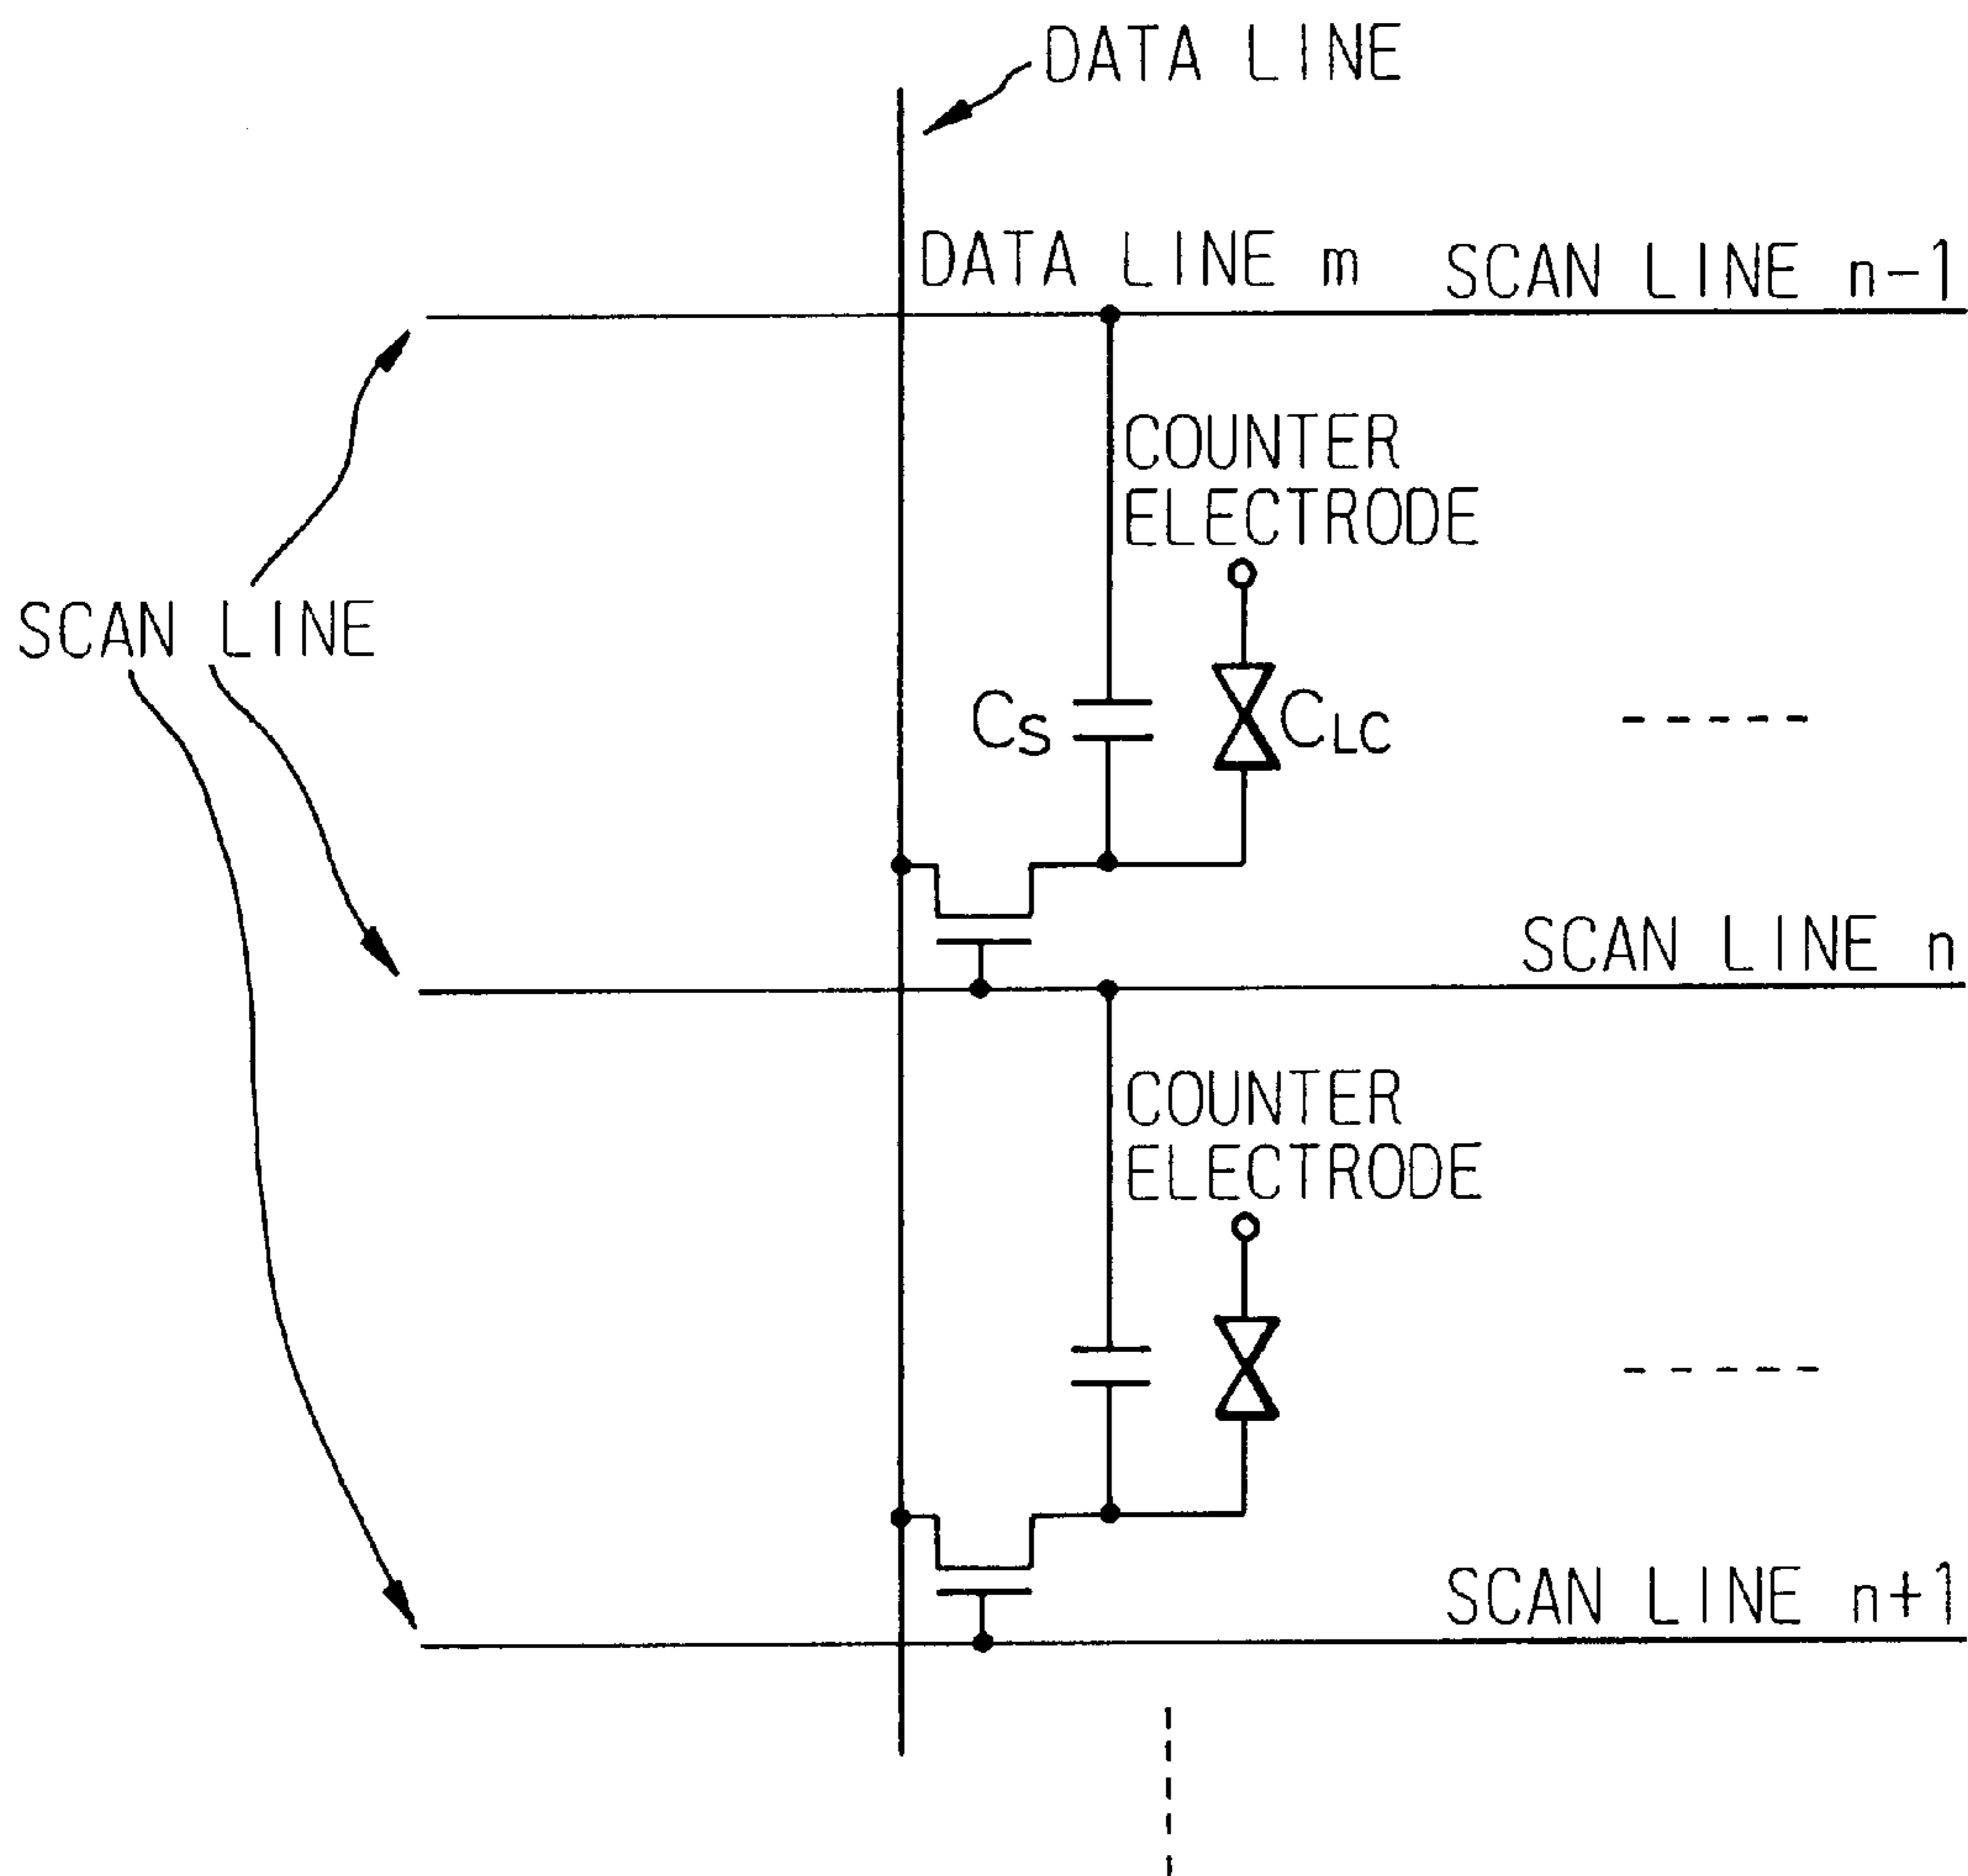 DATA LINE
DATA LINE m
SCAN LINE n-1
COUNTER
ELECTRODE
SCAN LINE
CS
CLC
SCAN LINE n
COUNTER
ELECTRODE
SCAN LINE n+1